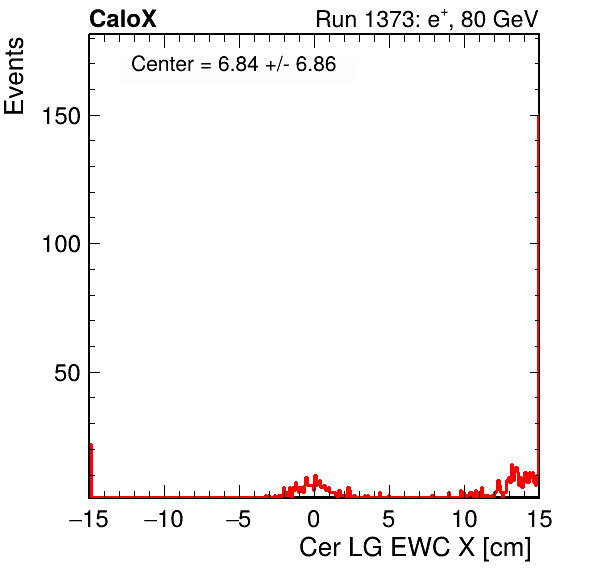 CaloX Run 1373: e⁺, 80 GeV
Center = 6.84 +/- 6.86
Events
150
100
50
−15 −10 −5 0 5 10 15
Cer LG EWC X [cm]